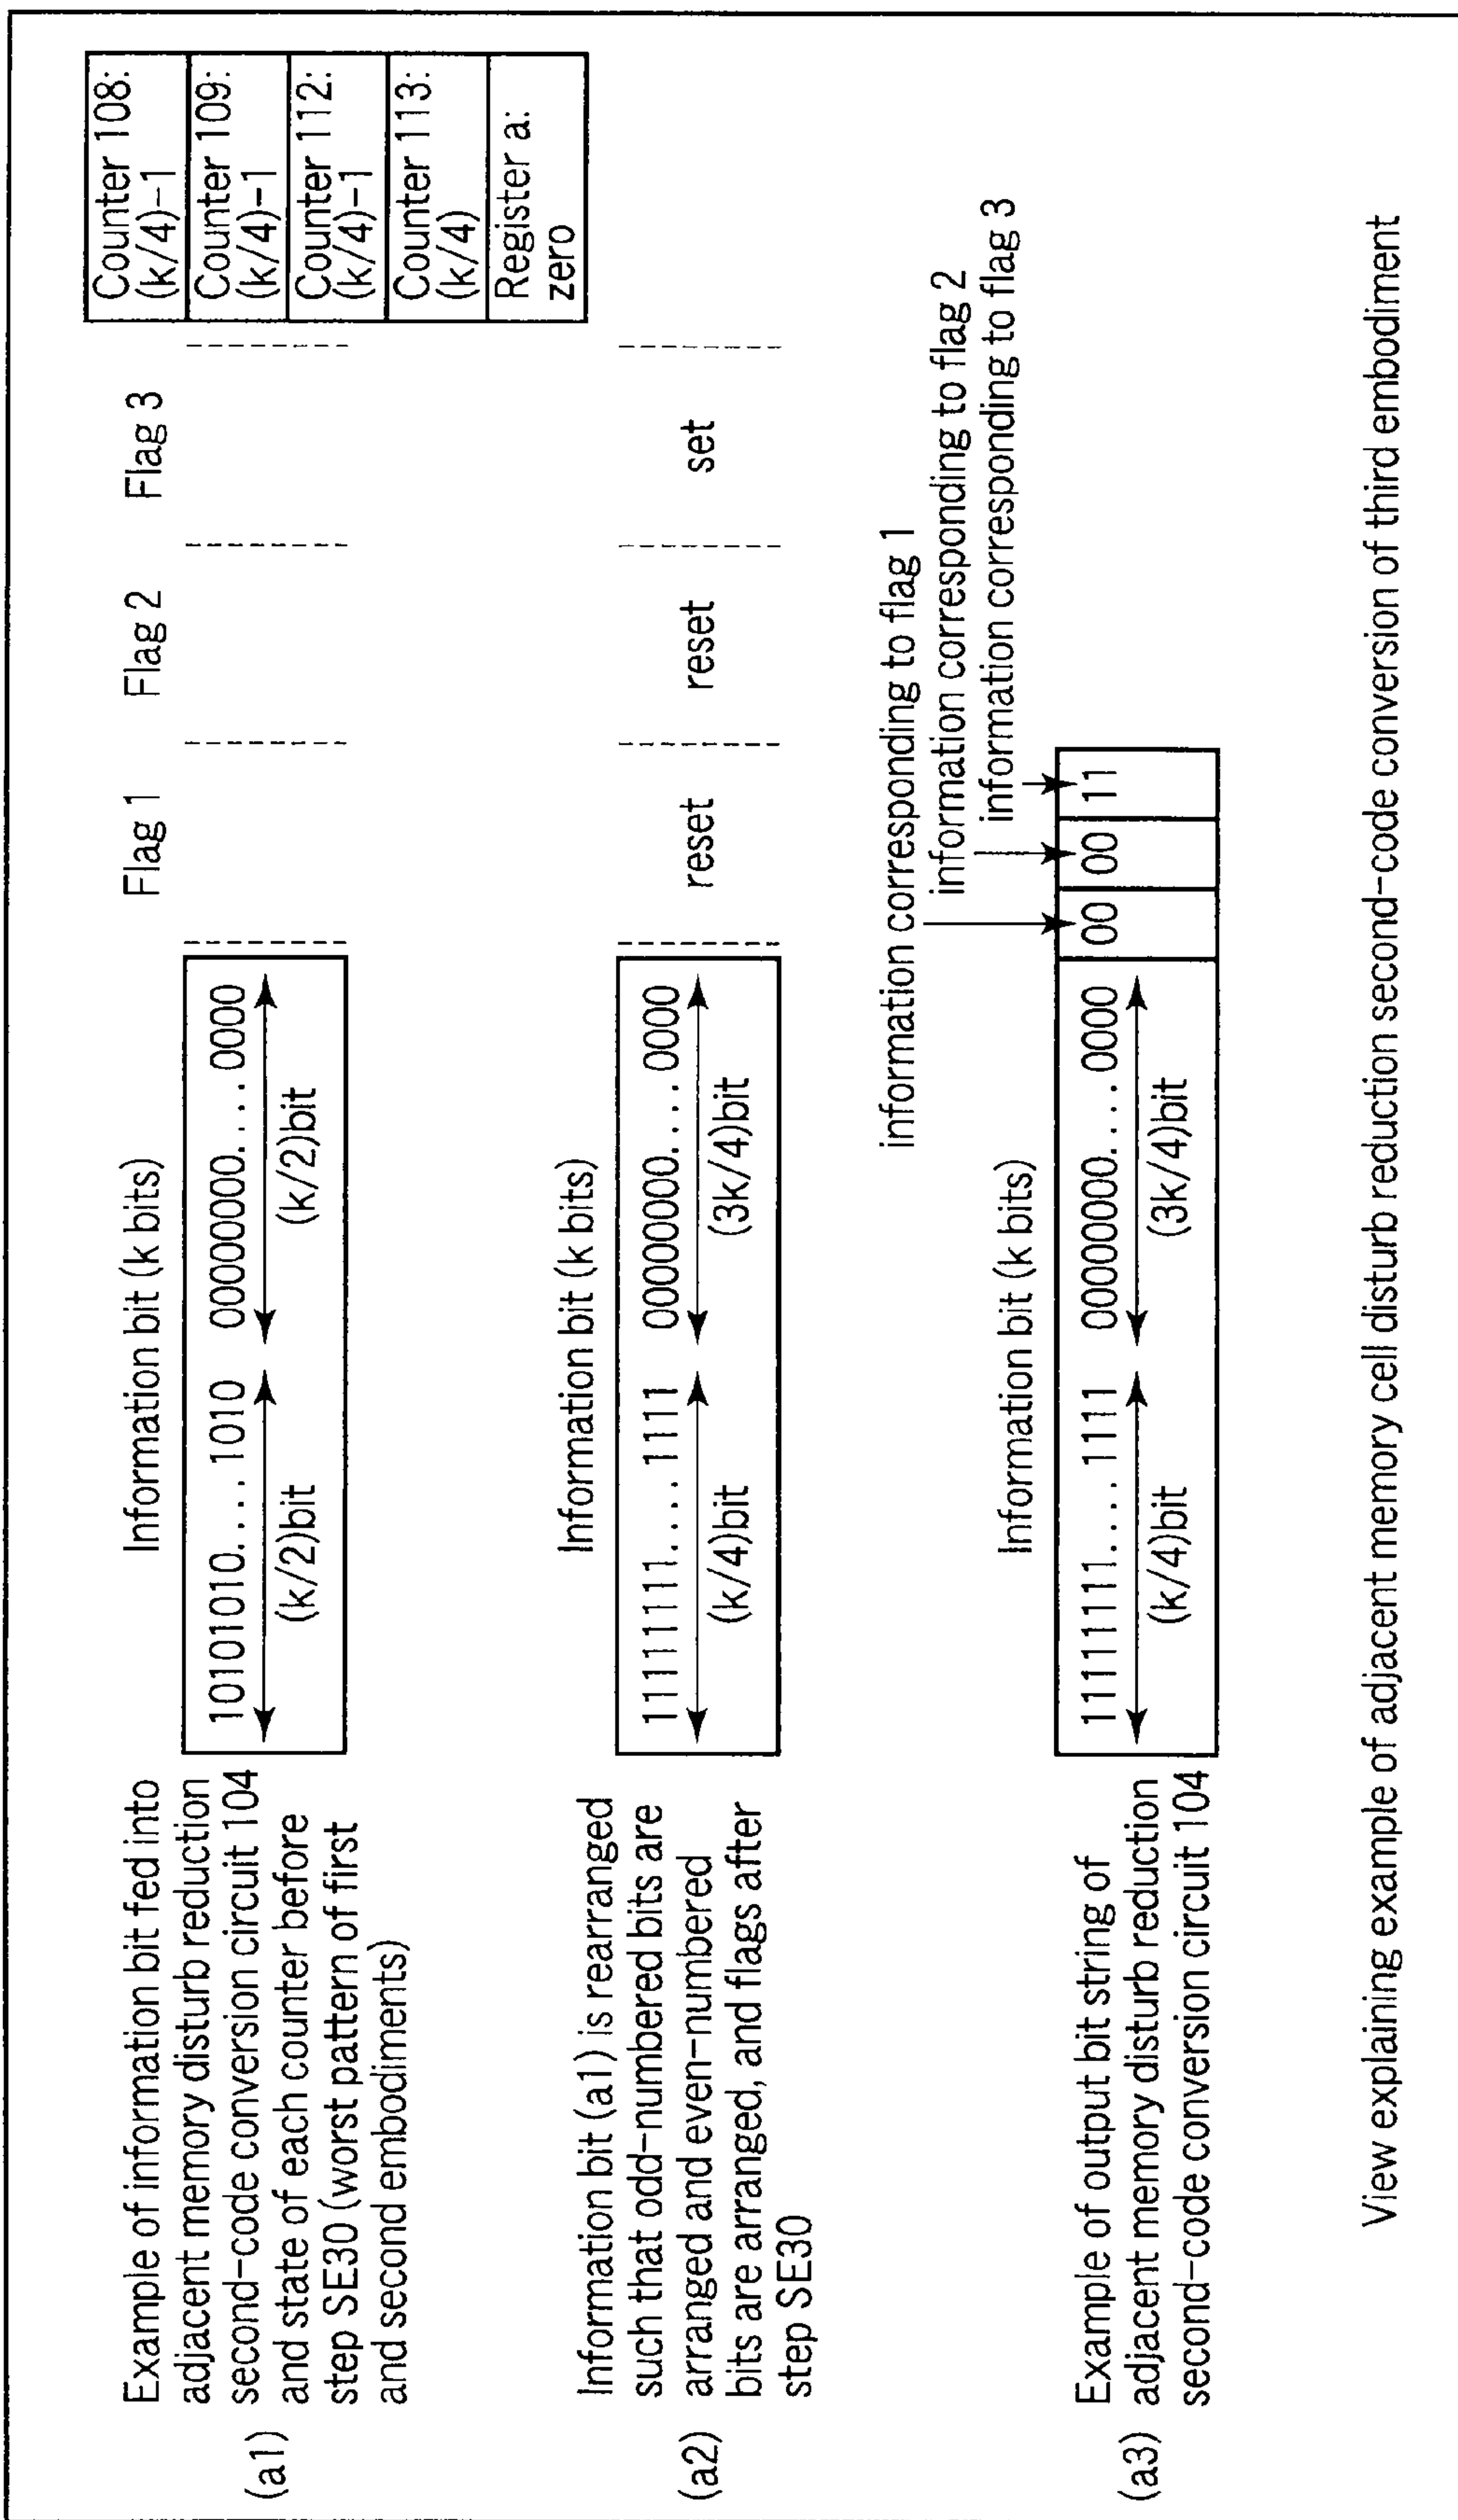 Example of information bit fed into
adjacent memory disturb reduction
second-code conversion circuit 104
and state of each counter before
step SE30 (worst pattern of first
and second embodiments)
(a1)
Information bit (k bits)
10101010.... 1010 00000000.... 0000
(k/2)bit (k/2)bit
Flag 1 Flag 2 Flag 3
Counter 108:
(k/4)-1
Counter 109:
(k/4)-1
Counter 112:
(k/4)-1
Counter 113:
(k/4)
Register a:
zero
Information bit (a1) is rearranged
such that odd-numbered bits are
arranged and even-numbered
bits are arranged, and flags after
step SE30
(a2)
Information bit (k bits)
11111111.... 1111 00000000.... 0000
(k/4)bit (3k/4)bit
reset reset set
Example of output bit string of
adjacent memory disturb reduction
second-code conversion circuit 104
(a3)
information corresponding to flag 1
information corresponding to flag 2
information corresponding to flag 3
Information bit (k bits)
11111111.... 1111 00000000.... 0000 00 00 11
(k/4)bit (3k/4)bit
View explaining example of adjacent memory cell disturb reduction second-code conversion of third embodiment